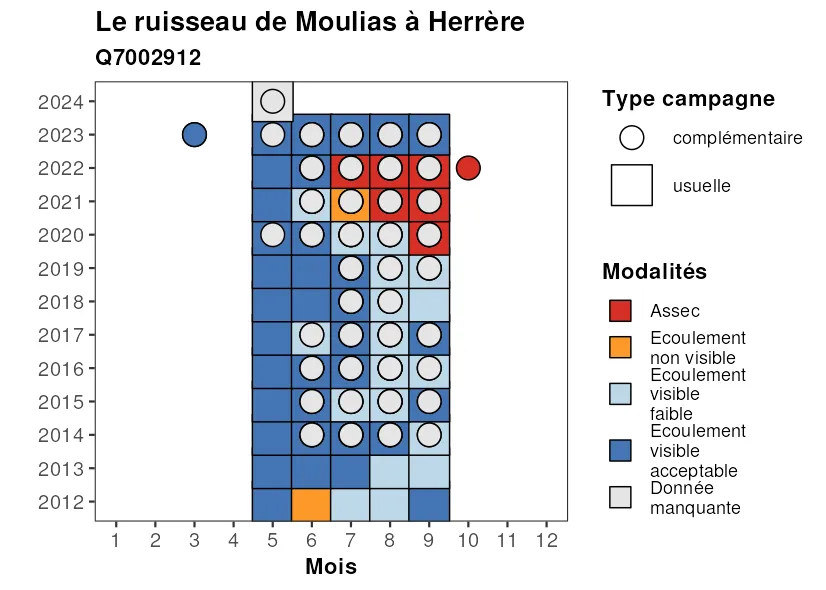 Le ruisseau de Moulias à Herrère
Q7002912
2024
2023
2022
2021
2020
2019
2018
2017
2016
2015
2014
2013
2012
1 2 3 4 5 6 7 8 9 10 11 12
Mois
Type campagne
complémentaire
usuelle
Modalités
Assec
Ecoulement
non visible
Ecoulement
visible
faible
Ecoulement
visible
acceptable
Donnée
manquante